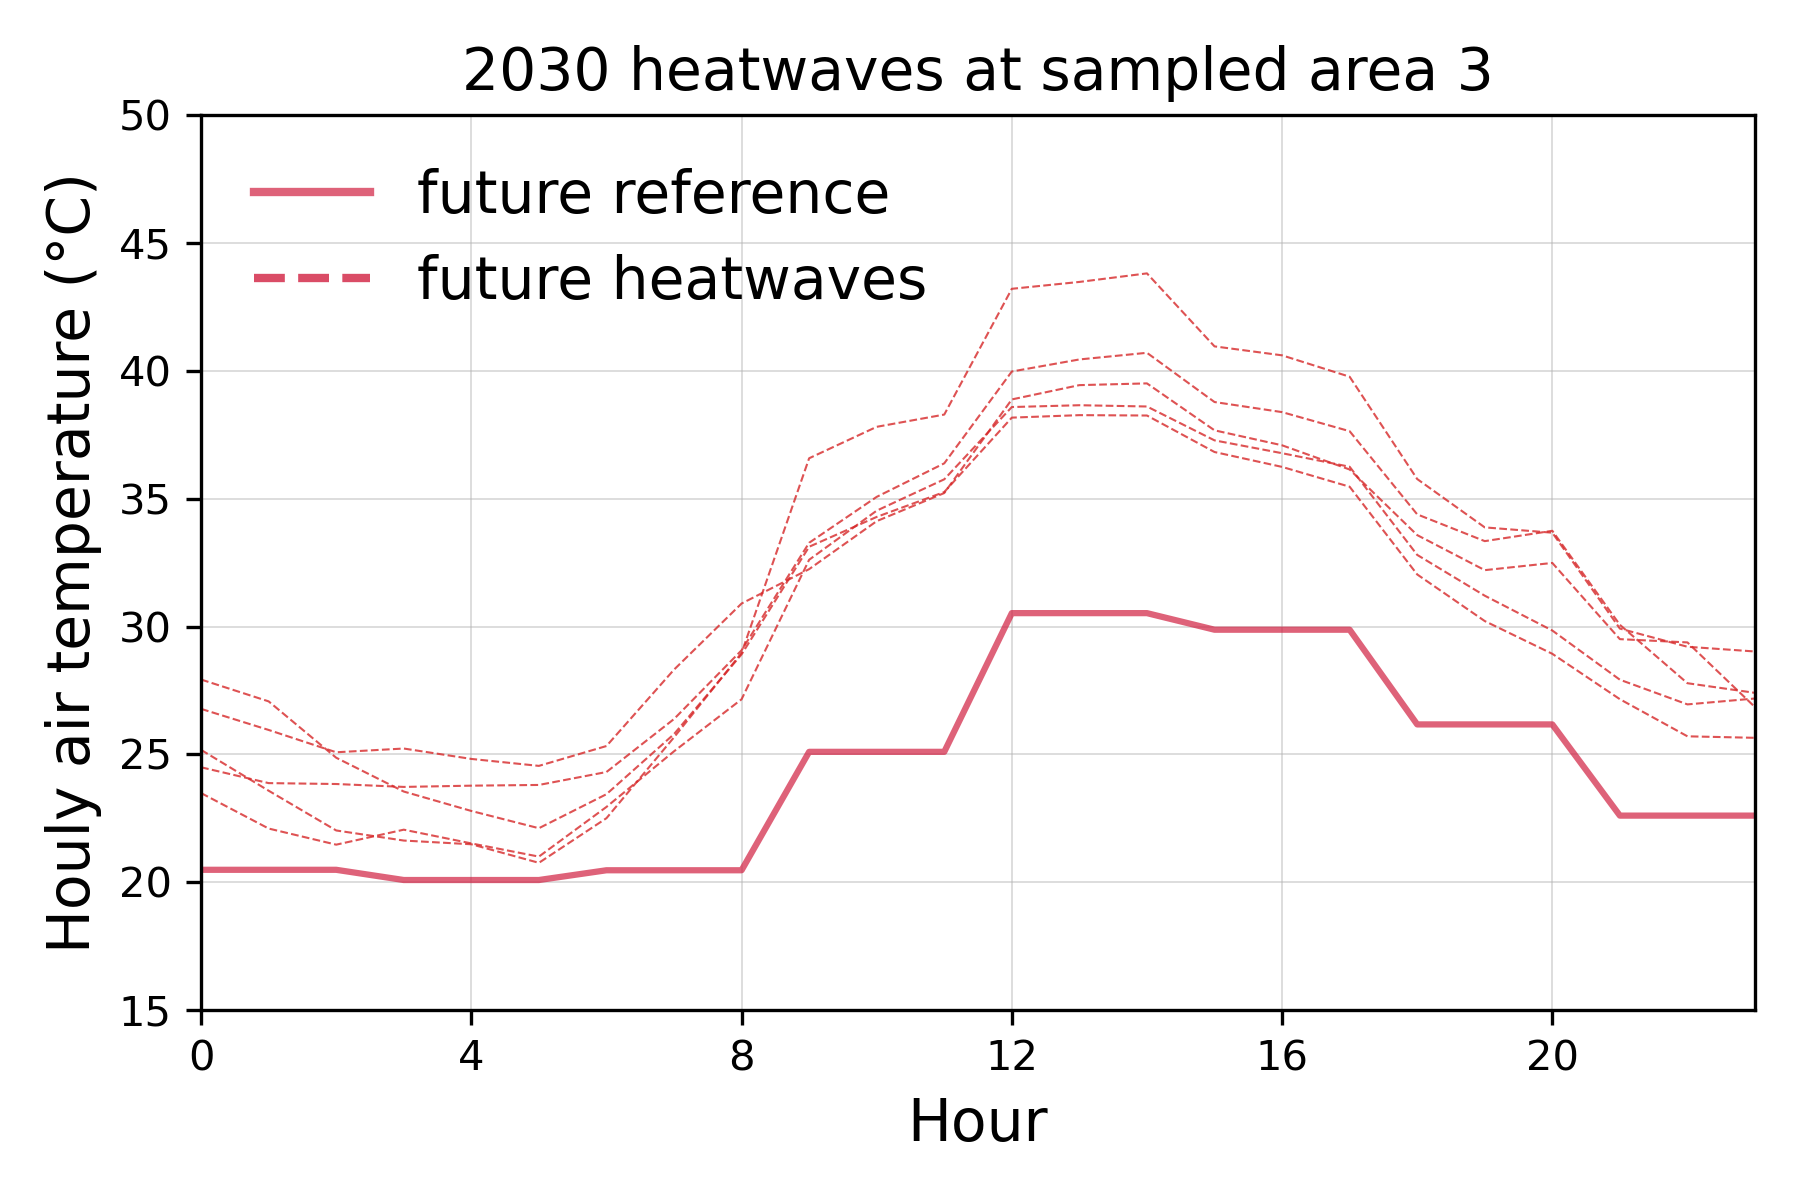 2030 heatwaves at sampled area 3
50
45
40
35
30
25
20
15
Houly air temperature (°C)
future reference
future heatwaves
0 4 8 12 16 20
Hour